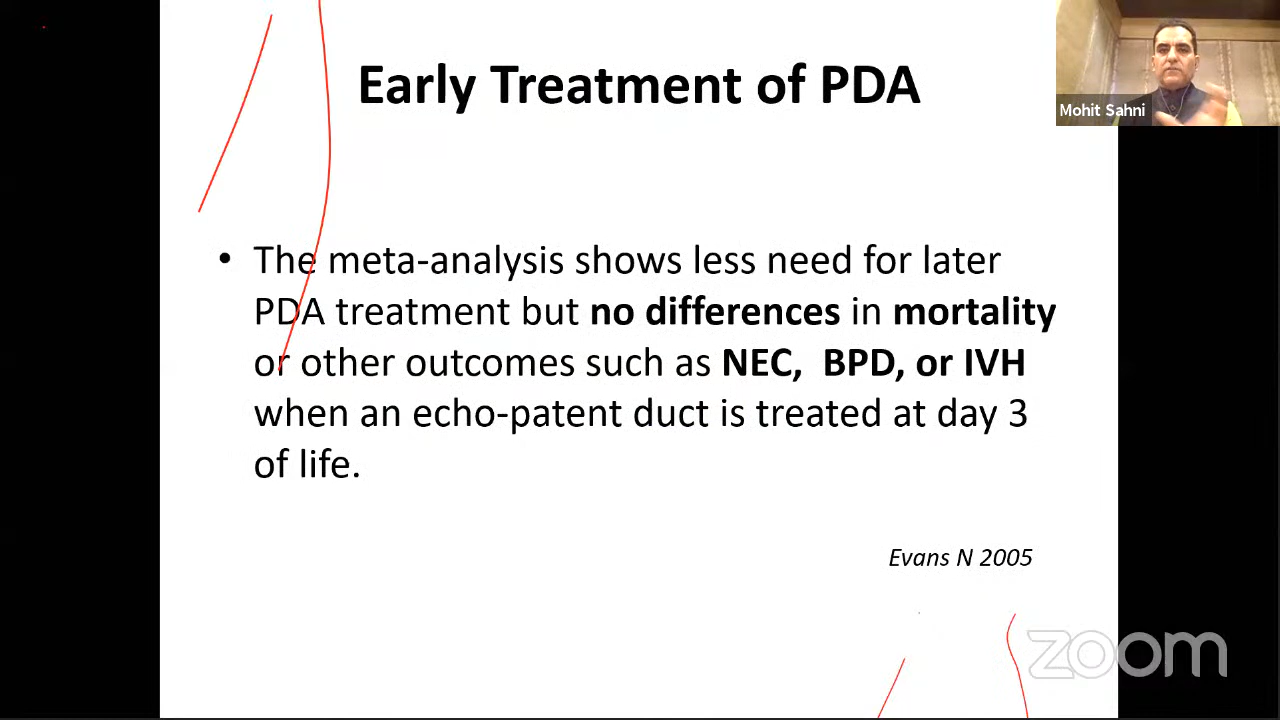 Early Treatment of PDA
Mohit Sahni
• The meta-analysis shows less need for later
PDA treatment but no differences in mortality
or other outcomes such as NEC, BPD, or IVH
when an echo-patent duct is treated at day 3
of life.
Evans N 2005
zoom